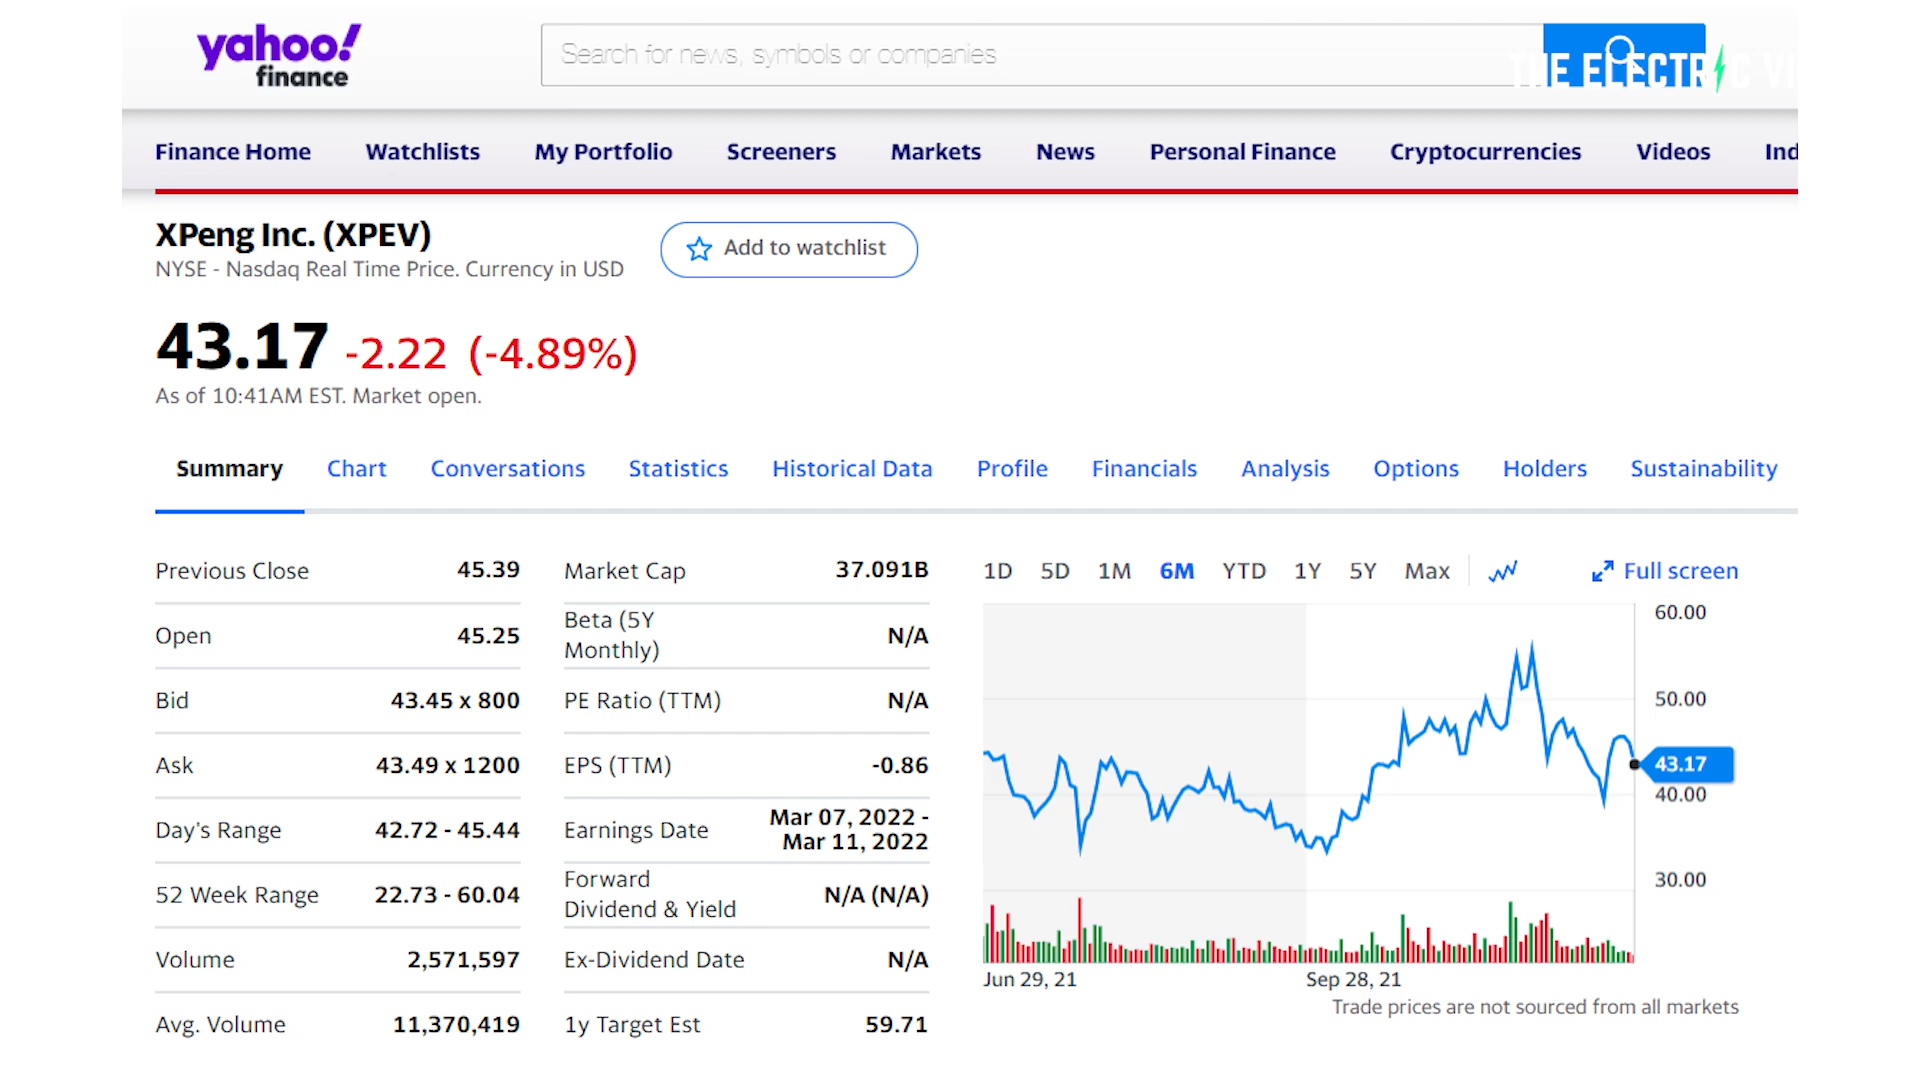 yahoo!
finance
Search for news, symbols or companies
THE ELECTRIC
Finance Home Watchlists My Portfolio Screeners Markets News Personal Finance Cryptocurrencies Videos Ind
XPeng Inc. (XPEV)
NYSE - Nasdaq Real Time Price. Currency in USD
Add to watchlist
43.17 -2.22 (-4.89%)
As of 10:41AM EST. Market open.
Summary Chart Conversations Statistics Historical Data Profile Financials Analysis Options Holders Sustainability
Previous Close 45.39
Open 45.25
Bid 43.45 x 800
Ask 43.49 x 1200
Day's Range 42.72 - 45.44
52 Week Range 22.73 - 60.04
Volume 2,571,597
Avg. Volume 11,370,419
Market Cap 37.091B
Beta (5Y
Monthly) N/A
PE Ratio (TTM) N/A
EPS (TTM) -0.86
Earnings Date Mar 07, 2022 -
Mar 11, 2022
Forward
Dividend & Yield N/A (N/A)
Ex-Dividend Date N/A
1y Target Est 59.71
1D 5D 1M 6M YTD 1Y 5Y Max Full screen
60.00
50.00
43.17
40.00
30.00
Jun 29, 21 Sep 28, 21
Trade prices are not sourced from all markets